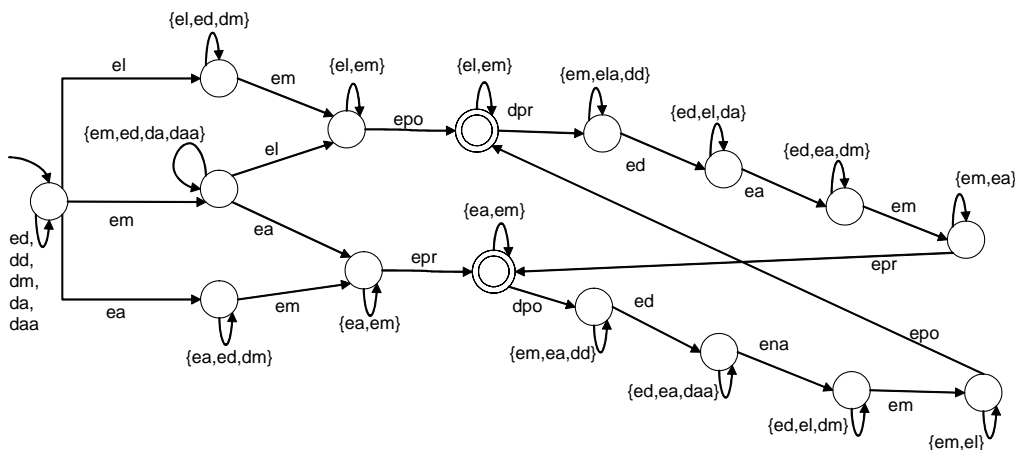 {el,ed,dm}
el
em
{el,em}
{el,em}
dpr
{em,ela,dd}
{ed,el,da}
{em,ed,da,daa}
el
epo
ed
ea
{ed,ea,dm}
em
{em,ea}
em
ea
{ea,em}
epr
epr
ed,
dd,
dm,
da,
daa
ea
em
{ea,em}
dpo
ed
{em,ea,dd}
ena
epo
{ea,ed,dm}
{ed,ea,daa}
em
{ed,el,dm}
{em,el}